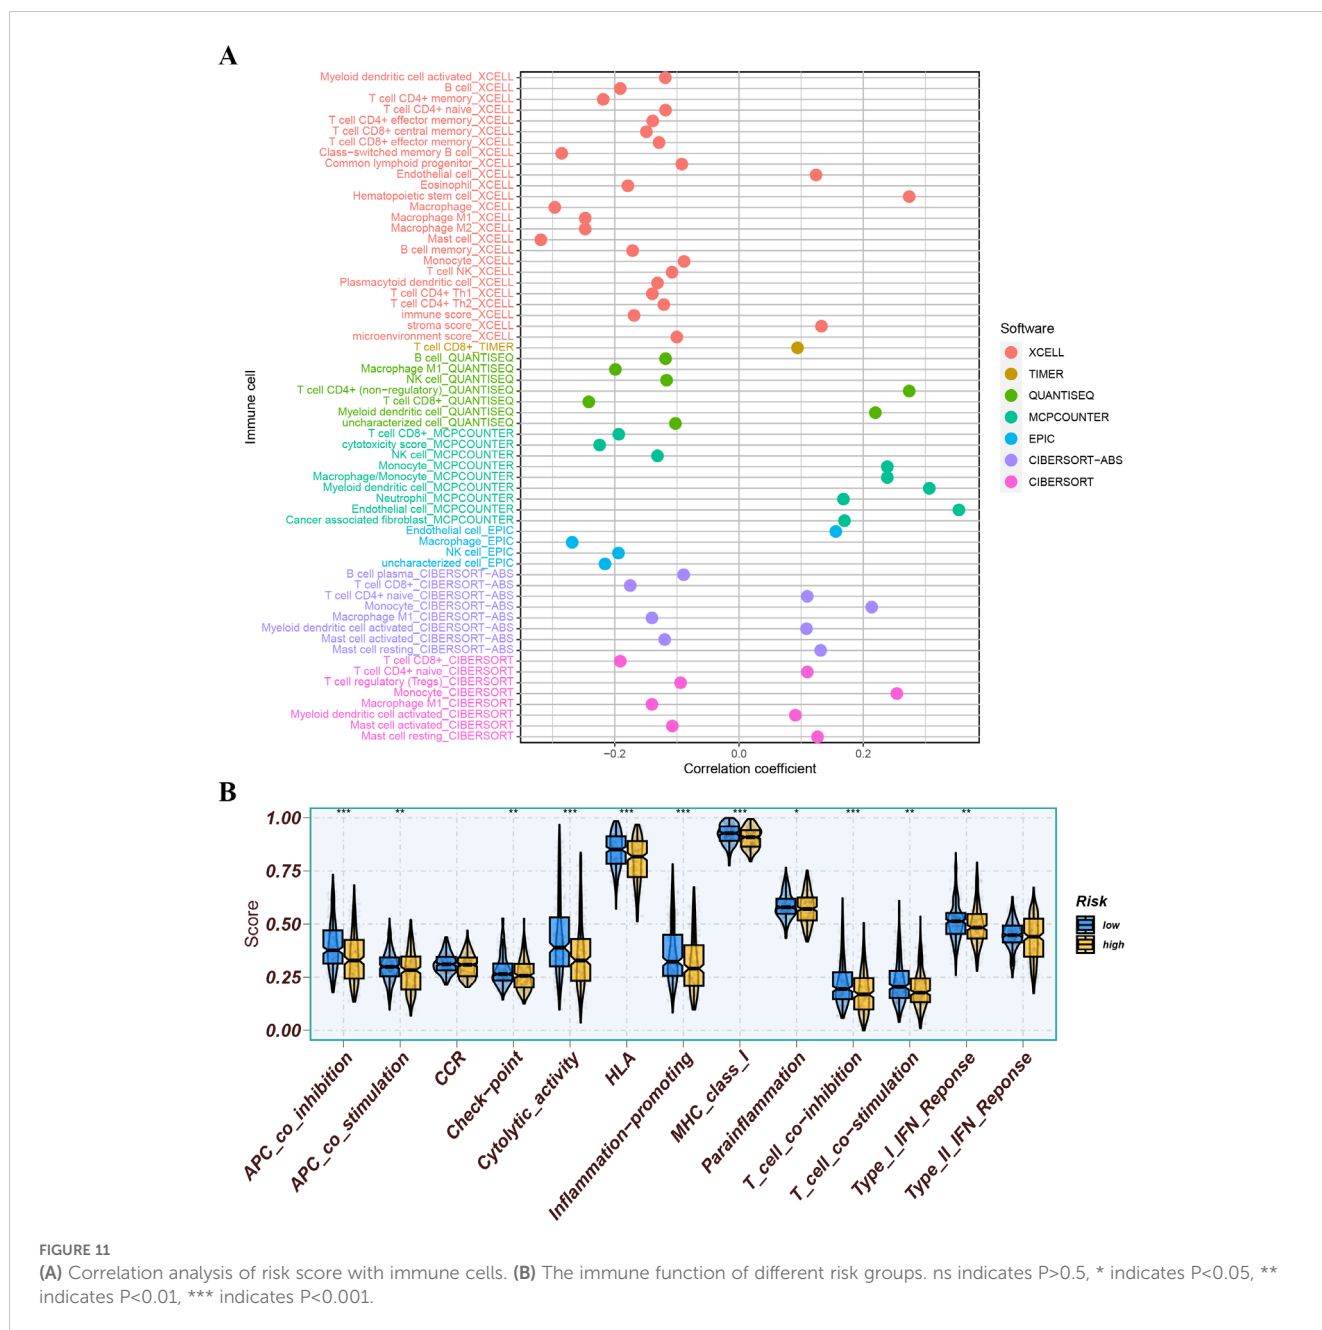 A
Myeloid dendritic cell activated_XCELL
B cell_XCELL
T cell CD4+ memory_XCELL
T cell CD4+ naive_XCELL
T cell CD4+ effector memory_XCELL
T cell CD8+ central memory_XCELL
T cell CD8+ effector memory_XCELL
Class−switched memory B cell_XCELL
Common lymphoid progenitor_XCELL
Endothelial cell_XCELL
Eosinophil_XCELL
Hematopoietic stem cell_XCELL
Macrophage_XCELL
Macrophage M1_XCELL
Macrophage M2_XCELL
Mast cell_XCELL
B cell memory_XCELL
Monocyte_XCELL
T cell NK_XCELL
Plasmacytoid dendritic cell_XCELL
T cell CD4+ Th1_XCELL
T cell CD4+ Th2_XCELL
immune score_XCELL
stroma score_XCELL
microenvironment score_XCELL
T cell CD8+_TIMER
B cell_QUANTISEQ
Macrophage M1_QUANTISEQ
NK cell_QUANTISEQ
T cell CD4+ (non−regulatory)_QUANTISEQ
T cell CD8+_QUANTISEQ
Myeloid dendritic cell_QUANTISEQ
uncharacterized cell_QUANTISEQ
T cell CD8+_MCPCOUNTER
cytotoxicity score_MCPCOUNTER
NK cell_MCPCOUNTER
Monocyte_MCPCOUNTER
Macrophage/Monocyte_MCPCOUNTER
Myeloid dendritic cell_MCPCOUNTER
Neutrophil_MCPCOUNTER
Endothelial cell_MCPCOUNTER
Cancer associated fibroblast_MCPCOUNTER
Endothelial cell_EPIC
Macrophage_EPIC
NK cell_EPIC
uncharacterized cell_EPIC
B cell plasma_CIBERSORT−ABS
T cell CD8+_CIBERSORT−ABS
T cell CD4+ naive_CIBERSORT−ABS
Monocyte_CIBERSORT−ABS
Macrophage M1_CIBERSORT−ABS
Myeloid dendritic cell activated_CIBERSORT−ABS
Mast cell activated_CIBERSORT−ABS
Mast cell resting_CIBERSORT−ABS
T cell CD8+_CIBERSORT
T cell CD4+ naive_CIBERSORT
T cell regulatory (Tregs)_CIBERSORT
Monocyte_CIBERSORT
Macrophage M1_CIBERSORT
Myeloid dendritic cell activated_CIBERSORT
Mast cell activated_CIBERSORT
Mast cell resting_CIBERSORT
Immune cell
−0.2 0.0 0.2
Correlation coefficient
Software
XCELL
TIMER
QUANTISEQ
MCPCOUNTER
EPIC
CIBERSORT−ABS
CIBERSORT
B
*** ** ** *** *** *** *** * *** ** **
1.00
0.75
0.50
0.25
0.00
Score
APC_co_inhibition
APC_co_stimulation
CCR
Check−point
Cytolytic_activity
HLA
Inflammation−promoting
MHC_class_I
Parainflammation
T_cell_co−inhibition
T_cell_co−stimulation
Type_I_IFN_Reponse
Type_II_IFN_Reponse
Risk
low
high
FIGURE 11
(A) Correlation analysis of risk score with immune cells. (B) The immune function of different risk groups. ns indicates P>0.5, * indicates P<0.05, **
indicates P<0.01, *** indicates P<0.001.